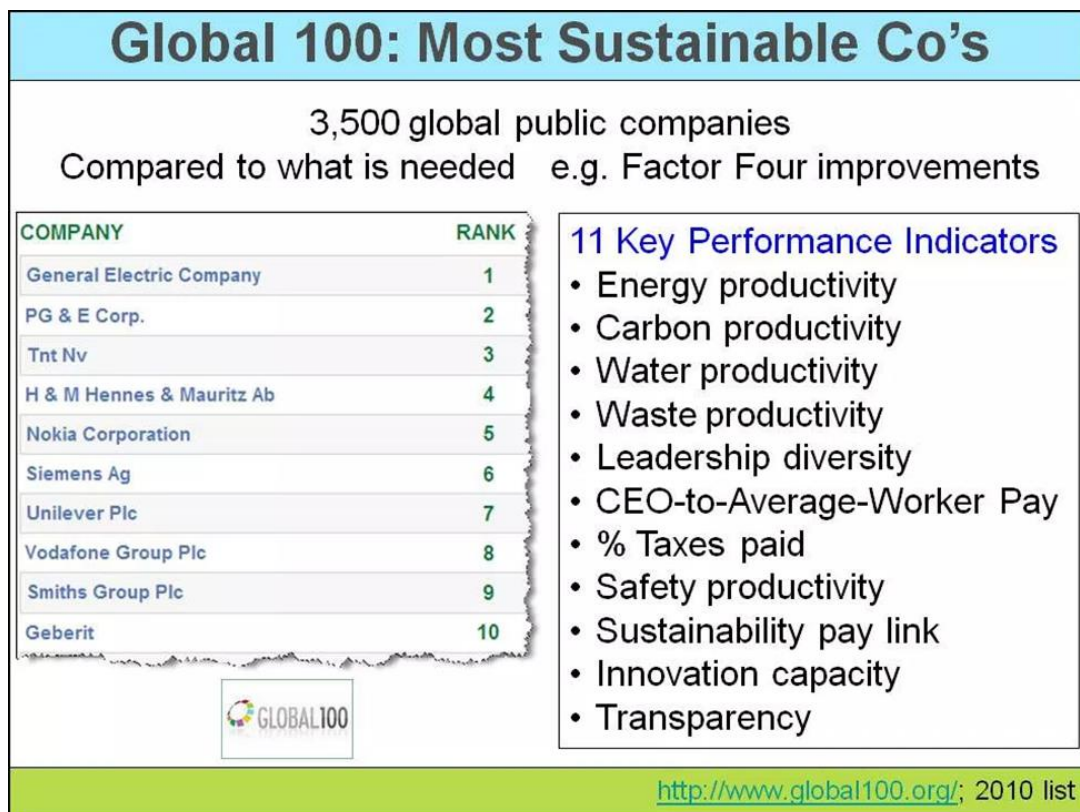 Global 100: Most Sustainable Co's
3,500 global public companies
Compared to what is needed e.g. Factor Four improvements
COMPANY RANK
General Electric Company 1
PG & E Corp. 2
Tnt Nv 3
H & M Hennes & Mauritz Ab 4
Nokia Corporation 5
Siemens Ag 6
Unilever Plc 7
Vodafone Group Plc 8
Smiths Group Plc 9
Geberit 10
GLOBAL100
11 Key Performance Indicators
• Energy productivity
• Carbon productivity
• Water productivity
• Waste productivity
• Leadership diversity
• CEO-to-Average-Worker Pay
• % Taxes paid
• Safety productivity
• Sustainability pay link
• Innovation capacity
• Transparency
http://www.global100.org/; 2010 list